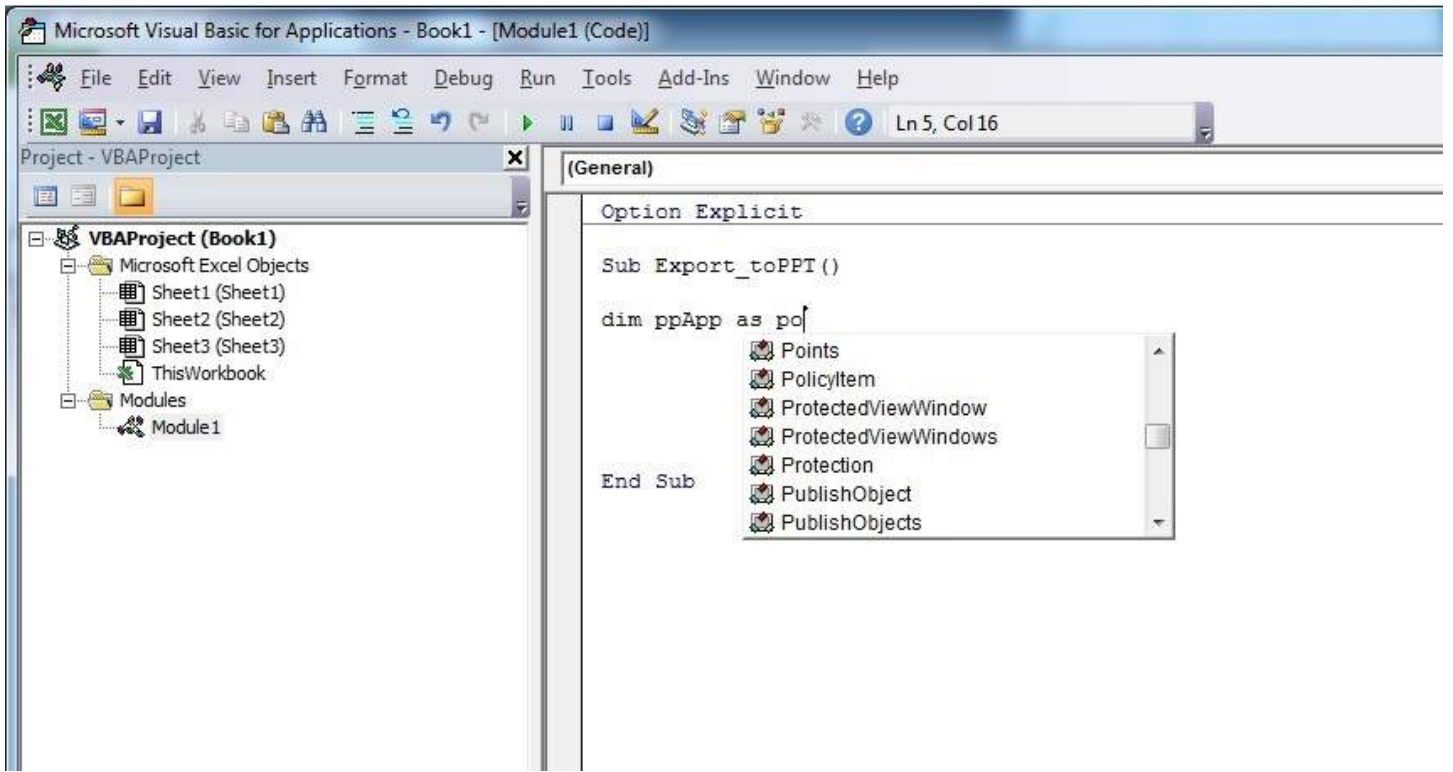 Microsoft Visual Basic for Applications - Book1 - [Module1 (Code)]
File Edit View Insert Format Debug Run Tools Add-Ins Window Help
Ln 5, Col 16
Project - VBAProject
(General)
VBAProject (Book1)
Microsoft Excel Objects
Sheet1 (Sheet1)
Sheet2 (Sheet2)
Sheet3 (Sheet3)
ThisWorkbook
Modules
Module1
Option Explicit
Sub Export_toPPT()
dim ppApp as po
Points
PolicyItem
ProtectedViewWindow
ProtectedViewWindows
Protection
PublishObject
PublishObjects
End Sub